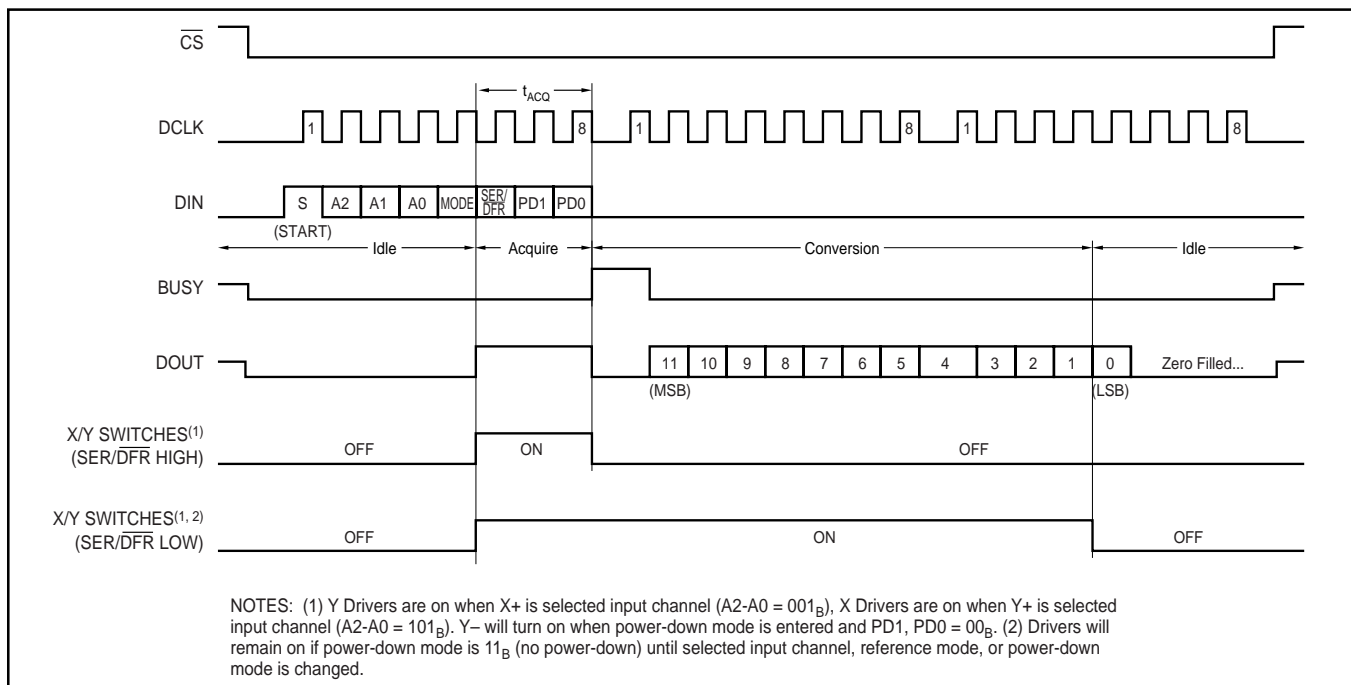 CS
tACQ
DCLK 1 8 1 8 1 8
DIN S A2 A1 A0 MODE SER/DFR PD1 PD0
(START)
Idle Acquire Conversion Idle
BUSY
DOUT 11 10 9 8 7 6 5 4 3 2 1 0 Zero Filled...
(MSB) (LSB)
X/Y SWITCHES(1)
(SER/DFR HIGH) OFF ON OFF
X/Y SWITCHES(1, 2)
(SER/DFR LOW) OFF ON OFF
NOTES: (1) Y Drivers are on when X+ is selected input channel (A2-A0 = 001B), X Drivers are on when Y+ is selected
input channel (A2-A0 = 101B). Y– will turn on when power-down mode is entered and PD1, PD0 = 00B. (2) Drivers will
remain on if power-down mode is 11B (no power-down) until selected input channel, reference mode, or power-down
mode is changed.